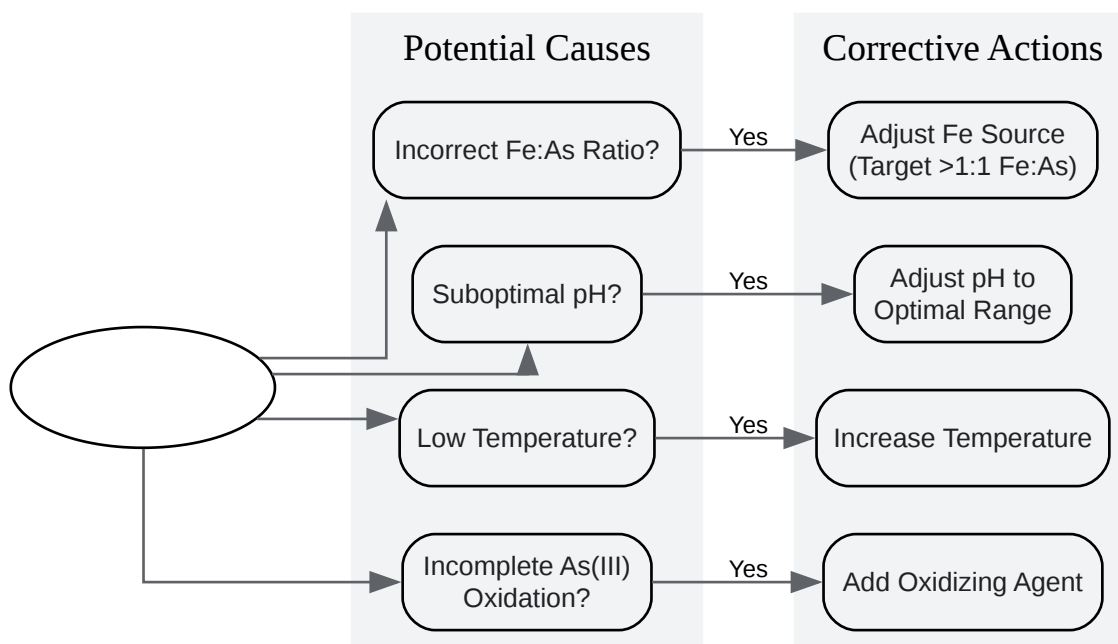 Potential Causes
Corrective Actions
Incorrect Fe:As Ratio?
Yes
Adjust Fe Source
(Target >1:1 Fe:As)
Suboptimal pH?
Yes
Adjust pH to
Optimal Range
Low Temperature?
Yes
Increase Temperature
Incomplete As(III)
Oxidation?
Yes
Add Oxidizing Agent